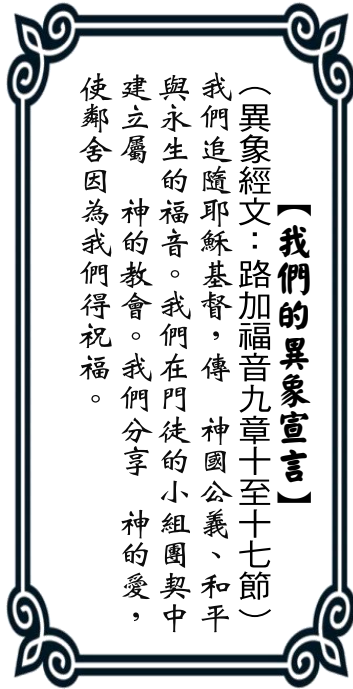 【我們的異象宣言】
（異象經文：路加福音九章十至十七節）
我們追隨耶穌基督，傳　神國公義、和平
與永生的福音。我們在門徒的小組團契中
建立屬　神的教會。我們分享　神的愛，
使鄰舍因為我們得祝福。